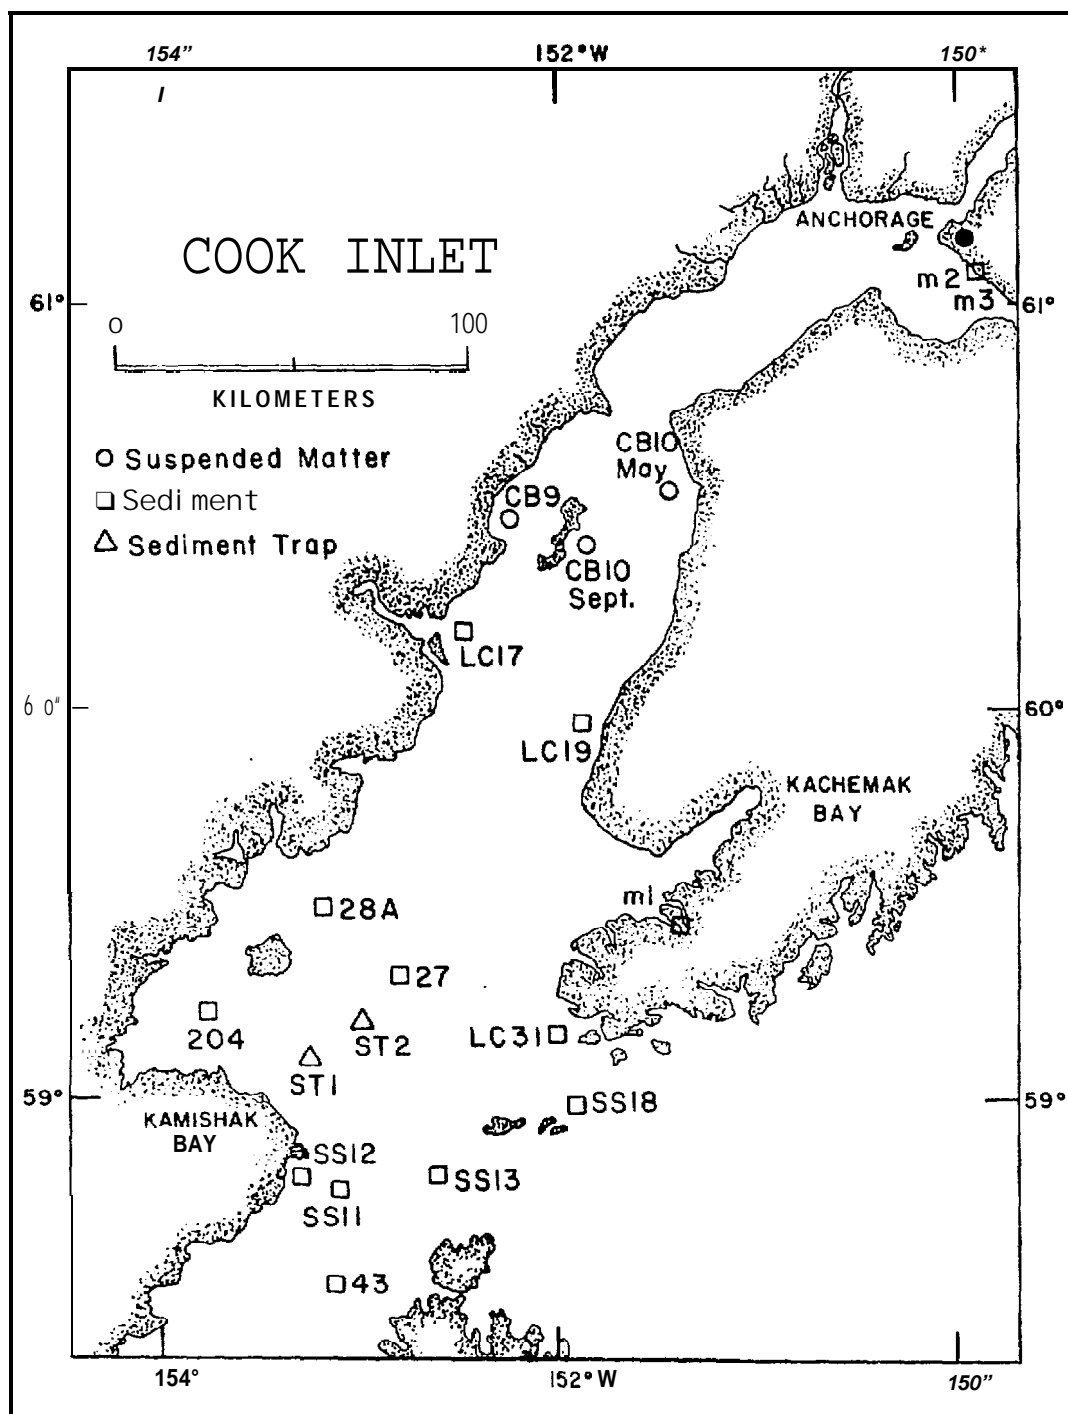 154"
152°W
150*
I
ANCHORAGE
COOK INLET
m2
m3
61°
61°
0 100
KILOMETERS
CB10
May
Suspended Matter
CB9
Sediment
Sediment Trap
CB10
Sept.
LC17
6 0"
60°
LC19
KACHEMAK
BAY
m1
28A
27
204
ST2
LC31
ST1
59°
59°
SS18
KAMISHAK
BAY
SS12
SS13
SS11
43
154°
152°W
150"